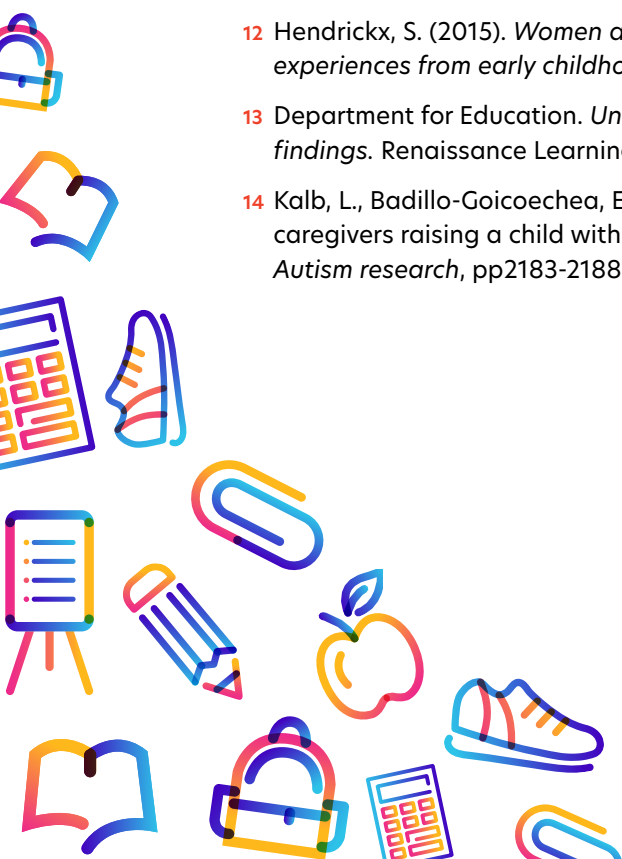 12 Hendrickx, S. (2015). Women a
experiences from early childho
13 Department for Education. Un
findings. Renaissance Learnin
14 Kalb, L., Badillo-Goicoechea, E
caregivers raising a child with
Autism research, pp2183-2188